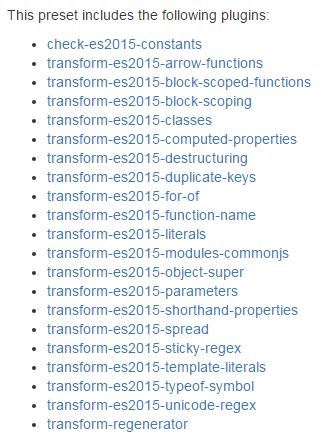 This preset includes the following plugins:
check-es2015-constants
transform-es2015-arrow-functions
transform-es2015-block-scoped-functions
transform-es2015-block-scoping
transform-es2015-classes
transform-es2015-computed-properties
transform-es2015-destructuring
transform-es2015-duplicate-keys
transform-es2015-for-of
transform-es2015-function-name
transform-es2015-literals
transform-es2015-modules-commonjs
transform-es2015-object-super
transform-es2015-parameters
transform-es2015-shorthand-properties
transform-es2015-spread
transform-es2015-sticky-regex
transform-es2015-template-literals
transform-es2015-typeof-symbol
transform-es2015-unicode-regex
transform-regenerator